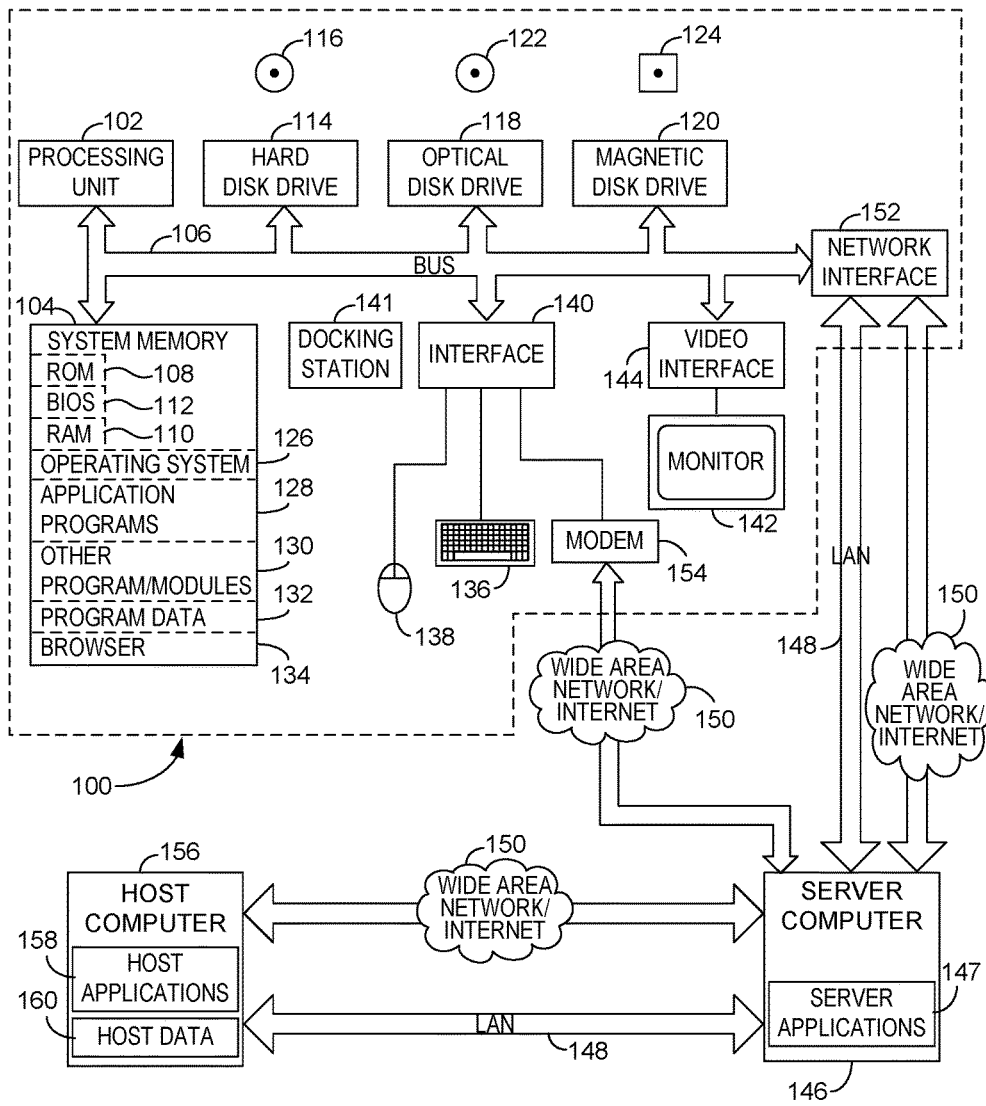 116
122
124
102
114
118
120
PROCESSING
UNIT
HARD
DISK DRIVE
OPTICAL
DISK DRIVE
MAGNETIC
DISK DRIVE
106
BUS
152
NETWORK
INTERFACE
104
SYSTEM MEMORY
ROM
108
BIOS
112
RAM
110
OPERATING SYSTEM
126
APPLICATION
PROGRAMS
128
OTHER
PROGRAM/MODULES
130
PROGRAM DATA
132
BROWSER
134
141
DOCKING
STATION
140
INTERFACE
144
VIDEO
INTERFACE
MONITOR
142
136
138
MODEM
154
LAN
148
150
WIDE
AREA
NETWORK/
INTERNET
WIDE AREA
NETWORK/
INTERNET
150
100
156
HOST
COMPUTER
158
HOST
APPLICATIONS
160
HOST DATA
150
WIDE AREA
NETWORK/
INTERNET
LAN
148
SERVER
COMPUTER
147
SERVER
APPLICATIONS
146